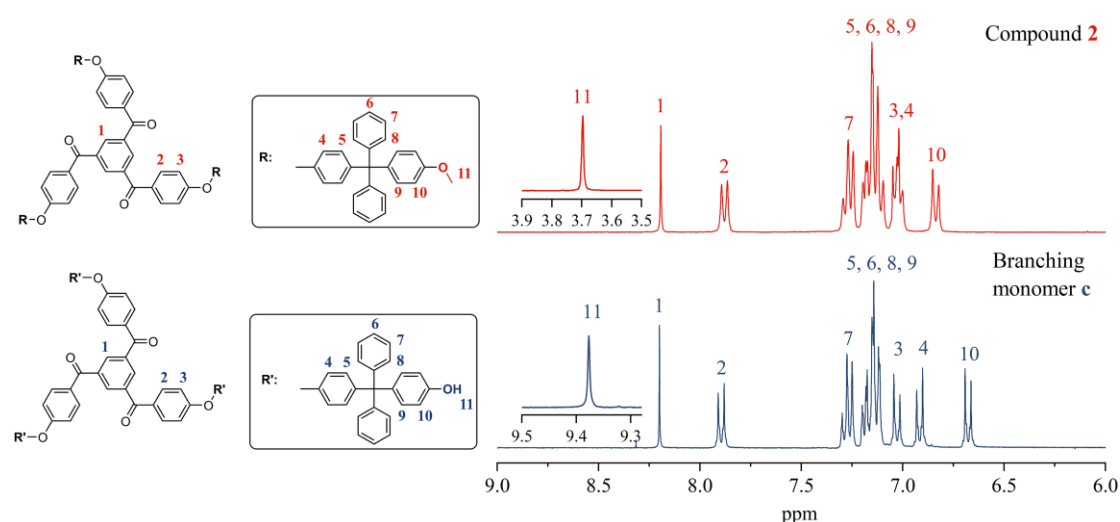 5, 6, 8, 9
Compound 2
11
1
2
7
3,4
10
3.9 3.8 3.7 3.6 3.5
R
O
O
1
O
2 3
R
O
O
O
R
R:
6
7
8
4 5
9 10
O
11
5, 6, 8, 9
Branching
monomer c
11
1
2
7
3
4
10
9.5 9.4 9.3
R'
O
O
1
O
2 3
R'
O
O
O
R'
R':
6
7
8
4 5
9 10
OH
11
9.0 8.5 8.0 7.5 7.0 6.5 6.0
ppm